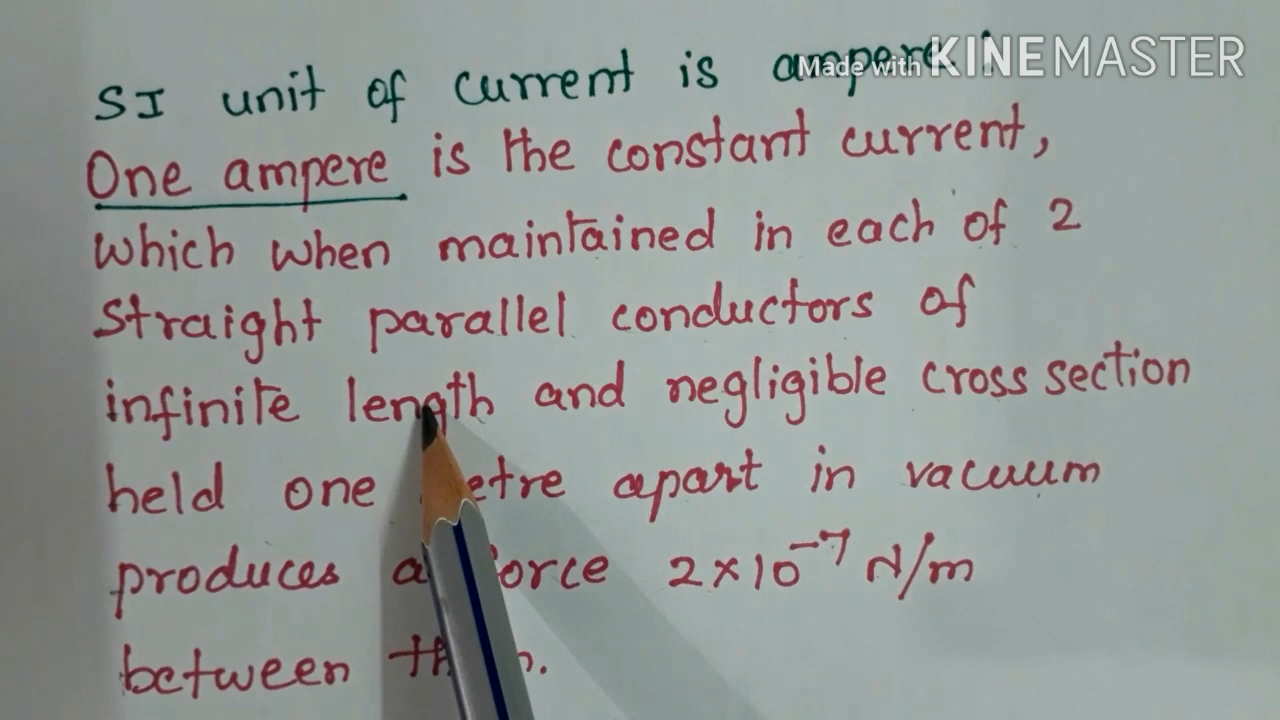 SI unit of current is ampere.
Made with KINEMASTER
One ampere is the constant current,
which when maintained in each of 2
straight parallel conductors of
infinite length and negligible cross section
held one apart in vacuum
produces 2×10⁻⁷ N/m
between